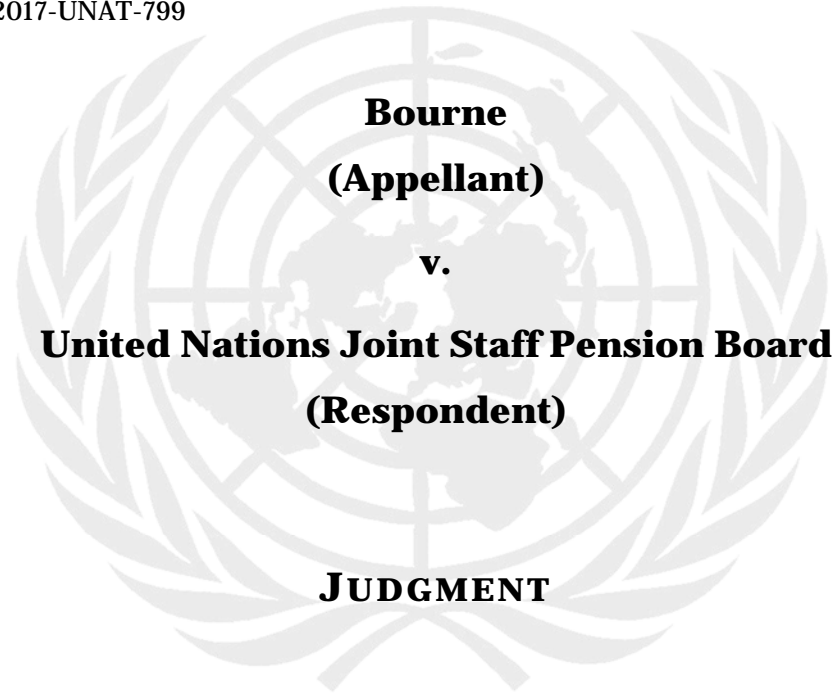 2017-UNAT-799
Bourne
(Appellant)
v.
United Nations Joint Staff Pension Board
(Respondent)
JUDGMENT